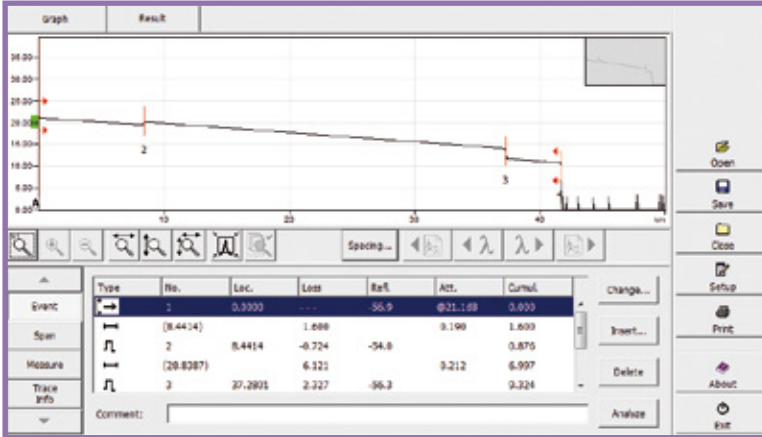 Graph Result
35.00
30.00
25.00
20.00
15.00
10.00
5.00
0.00
A
2
3
10 20 30 40 km
Spacing...
λ λ
Open
Save
Close
Setup
Print
About
Exit
Event
Span
Measure
Trace
Info
Type No. Loc. Loss Refl. Att. Cumul.
1 0.0000 --- -56.9 @21.168 0.000
(8.4414) 1.600 0.190 1.600
2 8.4414 -0.724 -54.0 0.876
(28.8387) 6.121 0.212 6.997
3 37.2801 2.327 -56.3 9.324
Change...
Insert...
Delete
Analyze
Comment: